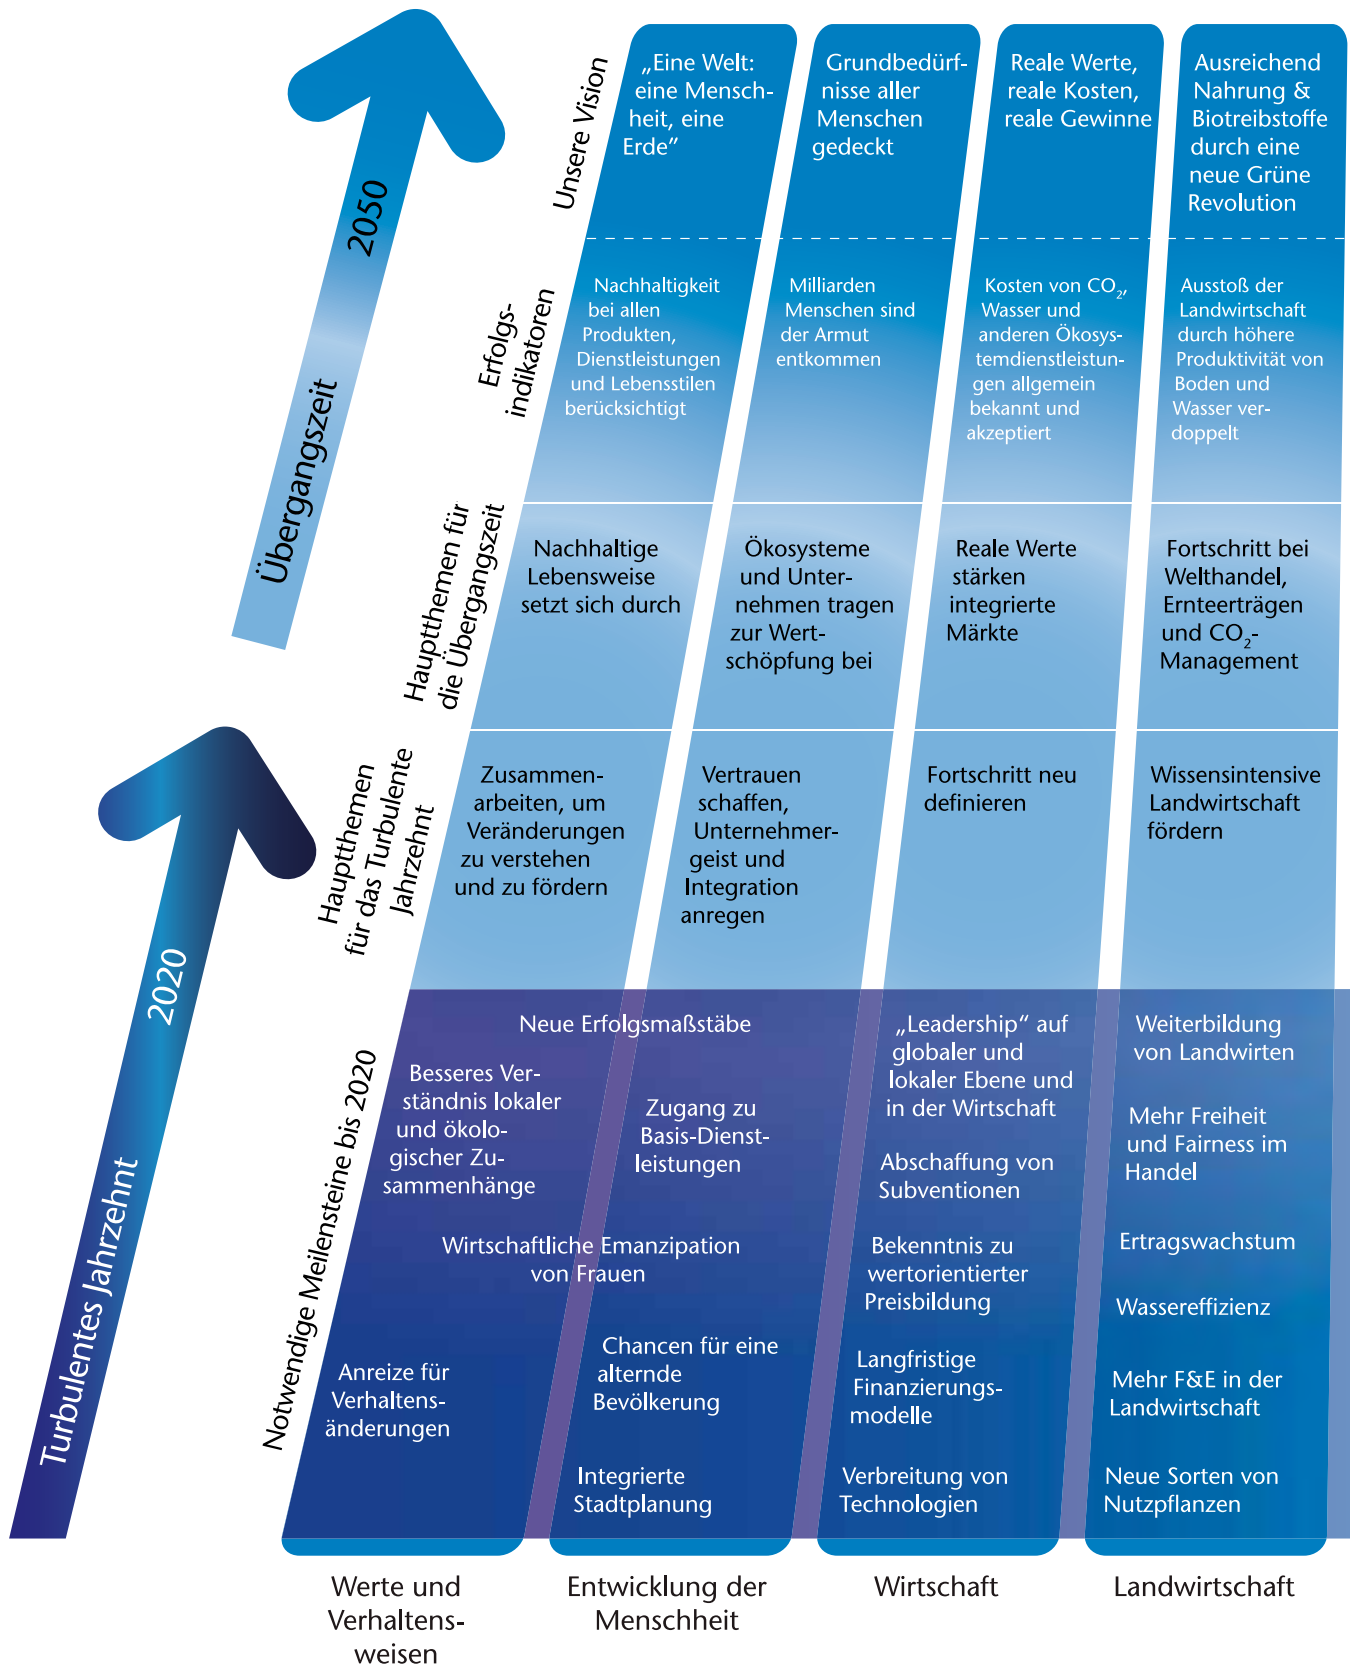 2050
Übergangszeit
2020
Turbulentes Jahrzehnt
Unsere Vision
„Eine Welt:
eine Mensch-
heit, eine
Erde”
Grundbedürf-
nisse aller
Menschen
gedeckt
Reale Werte,
reale Kosten,
reale Gewinne
Ausreichend
Nahrung &
Biotreibstoffe
durch eine
neue Grüne
Revolution
Erfolgs-
indikatoren
Nachhaltigkeit
bei allen
Produkten,
Dienstleistungen
und Lebensstilen
berücksichtigt
Milliarden
Menschen sind
der Armut
entkommen
Kosten von CO₂,
Wasser und
anderen Ökosys-
temdienstleistun-
gen allgemein
bekannt und
akzeptiert
Ausstoß der
Landwirtschaft
durch höhere
Produktivität von
Boden und
Wasser ver-
doppelt
Hauptthemen für
die Übergangszeit
Nachhaltige
Lebensweise
setzt sich durch
Ökosysteme
und Unter-
nehmen tragen
zur Wert-
schöpfung bei
Reale Werte
stärken
integrierte
Märkte
Fortschritt bei
Welthandel,
Ernteerträgen
und CO₂-
Management
Hauptthemen
für das Turbulente
Jahrzehnt
Zusammen-
arbeiten, um
Veränderungen
zu verstehen
und zu fördern
Vertrauen
schaffen,
Unternehmer-
geist und
Integration
anregen
Fortschritt neu
definieren
Wissensintensive
Landwirtschaft
fördern
Notwendige Meilensteine bis 2020
Neue Erfolgsmaßstäbe
Besseres Ver-
ständnis lokaler
und ökolo-
gischer Zu-
sammenhänge
Zugang zu
Basis-Dienst-
leistungen
Wirtschaftliche Emanzipation
von Frauen
Anreize für
Verhaltens-
änderungen
Chancen für eine
alternde
Bevölkerung
Integrierte
Stadtplanung
„Leadership“ auf
globaler und
lokaler Ebene und
in der Wirtschaft
Abschaffung von
Subventionen
Bekenntnis zu
wertorientierter
Preisbildung
Langfristige
Finanzierungs-
modelle
Verbreitung von
Technologien
Weiterbildung
von Landwirten
Mehr Freiheit
und Fairness im
Handel
Ertragswachstum
Wassereffizienz
Mehr F&E in der
Landwirtschaft
Neue Sorten von
Nutzpflanzen
Werte und
Verhaltens-
weisen
Entwicklung der
Menschheit
Wirtschaft
Landwirtschaft